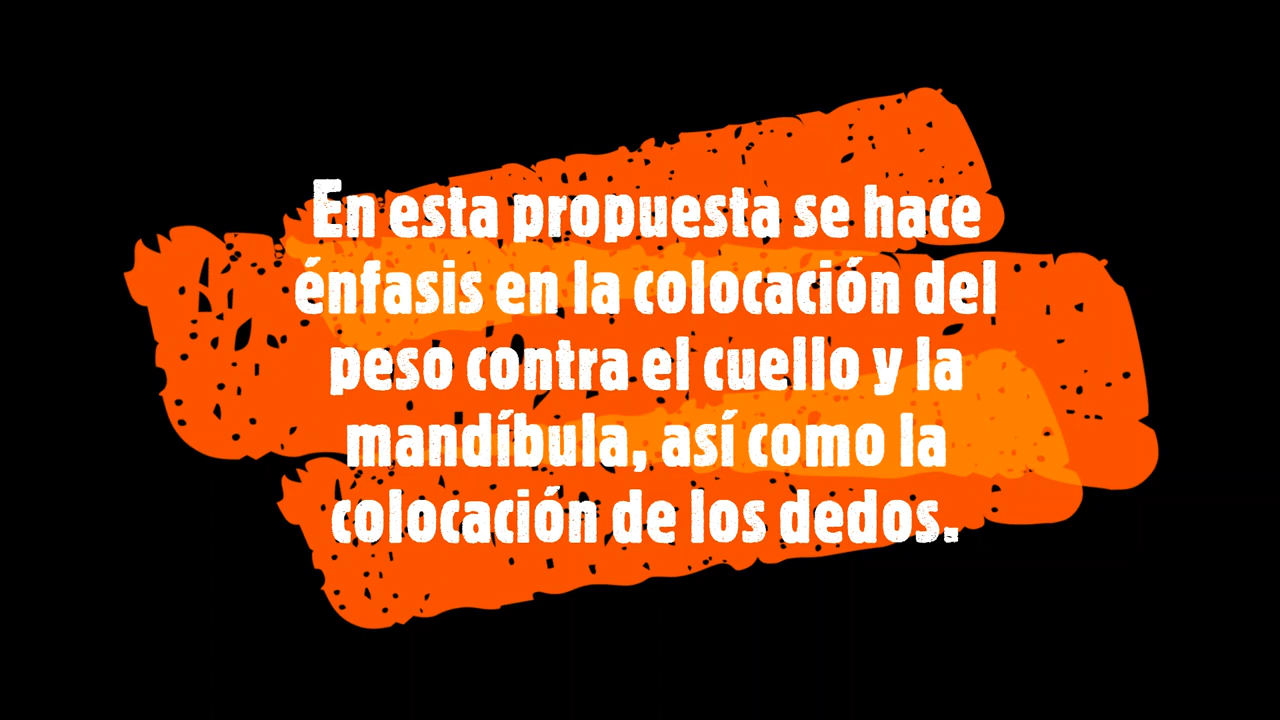 En esta propuesta se hace
énfasis en la colocación del
peso contra el cuello y la
mandíbula, así como la
colocación de los dedos.